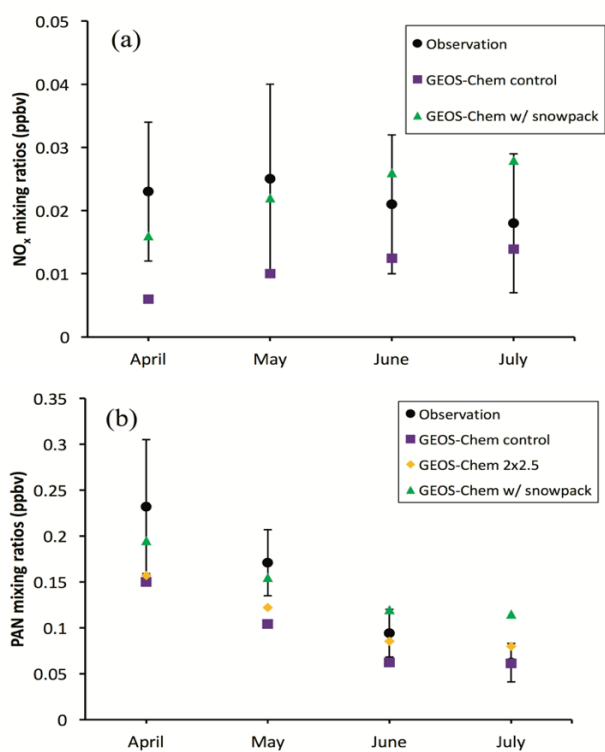 (a)
Observation
GEOS-Chem control
GEOS-Chem w/ snowpack
NOx mixing ratios (ppbv)
0.05
0.04
0.03
0.02
0.01
0
April May June July
(b)
Observation
GEOS-Chem control
GEOS-Chem 2x2.5
GEOS-Chem w/ snowpack
PAN mixing ratios (ppbv)
0.35
0.3
0.25
0.2
0.15
0.1
0.05
0
April May June July